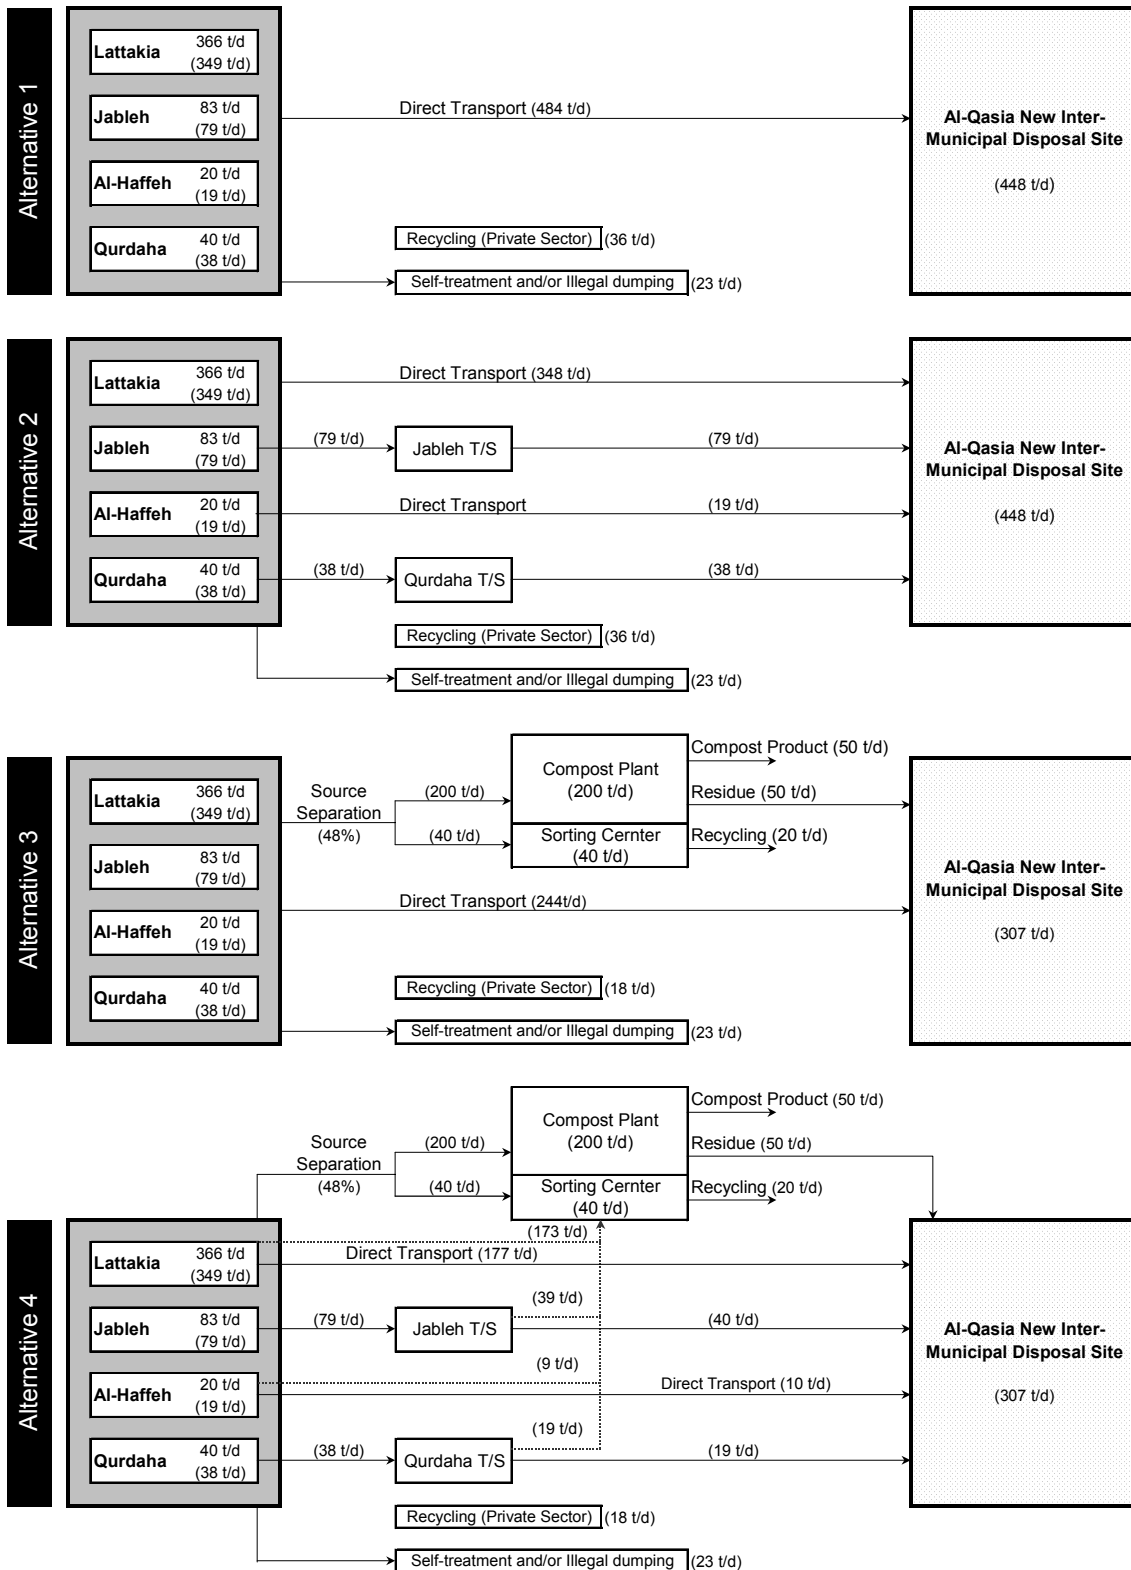 Alternative 1
Lattakia
366 t/d
(349 t/d)
Jableh
83 t/d
(79 t/d)
Al-Haffeh
20 t/d
(19 t/d)
Qurdaha
40 t/d
(38 t/d)
Direct Transport (484 t/d)
Recycling (Private Sector) (36 t/d)
Self-treatment and/or Illegal dumping (23 t/d)
Al-Qasia New Inter-
Municipal Disposal Site
(448 t/d)
Alternative 2
Lattakia
366 t/d
(349 t/d)
Jableh
83 t/d
(79 t/d)
Al-Haffeh
20 t/d
(19 t/d)
Qurdaha
40 t/d
(38 t/d)
Direct Transport (348 t/d)
(79 t/d)
Jableh T/S
(79 t/d)
Direct Transport
(19 t/d)
(38 t/d)
Qurdaha T/S
(38 t/d)
Recycling (Private Sector) (36 t/d)
Self-treatment and/or Illegal dumping (23 t/d)
Al-Qasia New Inter-
Municipal Disposal Site
(448 t/d)
Alternative 3
Lattakia
366 t/d
(349 t/d)
Jableh
83 t/d
(79 t/d)
Al-Haffeh
20 t/d
(19 t/d)
Qurdaha
40 t/d
(38 t/d)
Source
Separation
(48%)
(200 t/d)
(40 t/d)
Compost Plant
(200 t/d)
Sorting Cernter
(40 t/d)
Compost Product (50 t/d)
Residue (50 t/d)
Recycling (20 t/d)
Direct Transport (244t/d)
Recycling (Private Sector) (18 t/d)
Self-treatment and/or Illegal dumping (23 t/d)
Al-Qasia New Inter-
Municipal Disposal Site
(307 t/d)
Alternative 4
Source
Separation
(48%)
(200 t/d)
(40 t/d)
Compost Plant
(200 t/d)
Sorting Cernter
(40 t/d)
Compost Product (50 t/d)
Residue (50 t/d)
Recycling (20 t/d)
Lattakia
366 t/d
(349 t/d)
Jableh
83 t/d
(79 t/d)
Al-Haffeh
20 t/d
(19 t/d)
Qurdaha
40 t/d
(38 t/d)
(173 t/d)
Direct Transport (177 t/d)
(39 t/d)
(79 t/d)
Jableh T/S
(40 t/d)
(9 t/d)
Direct Transport (10 t/d)
(19 t/d)
(38 t/d)
Qurdaha T/S
(19 t/d)
Recycling (Private Sector) (18 t/d)
Self-treatment and/or Illegal dumping (23 t/d)
Al-Qasia New Inter-
Municipal Disposal Site
(307 t/d)